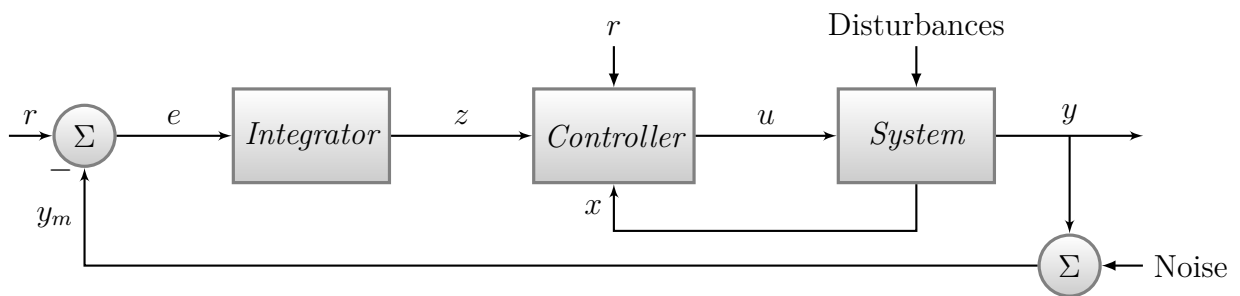 r
Disturbances
r
Σ
e
Integrator
z
Controller
u
System
y
−
x
y_m
Σ
Noise